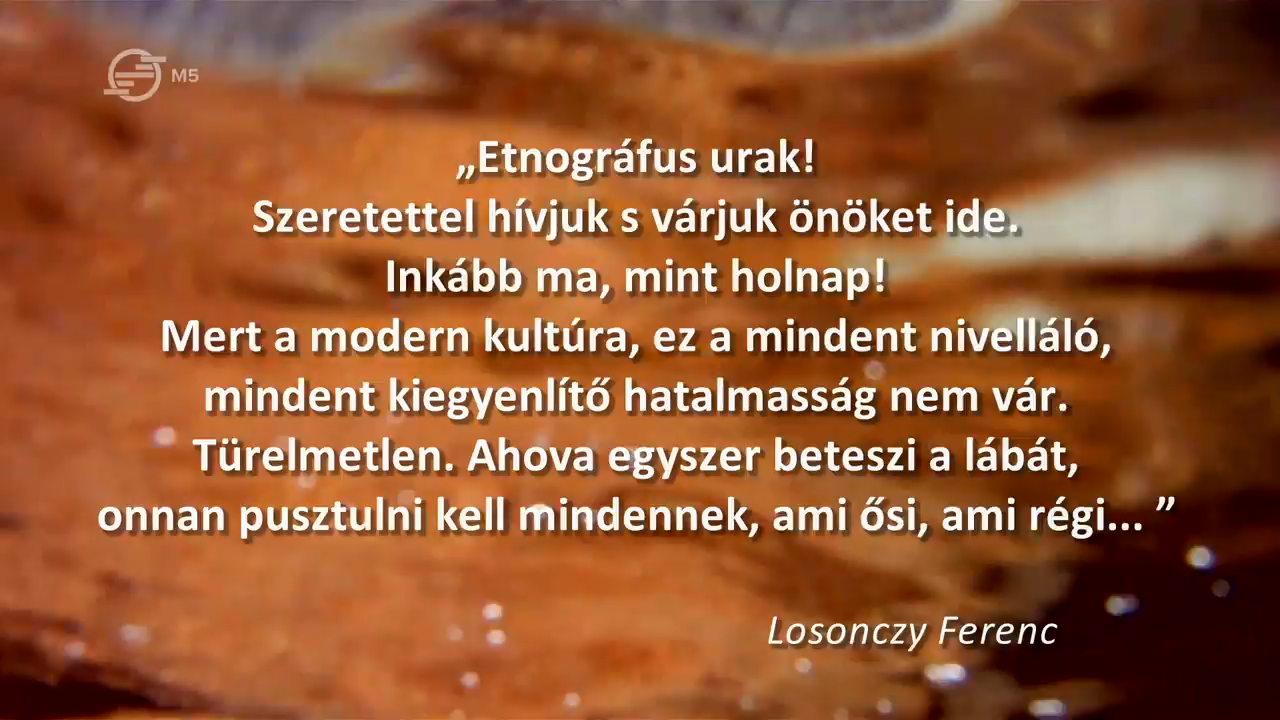 M5
„Etnográfus urak!
Szeretettel hívjuk s várjuk önöket ide.
Inkább ma, mint holnap!
Mert a modern kultúra, ez a mindent nivelláló,
mindent kiegyenlítő hatalmasság nem vár.
Türelmetlen. Ahova egyszer beteszi a lábát,
onnan pusztulni kell mindennek, ami ősi, ami régi... ”
Losonczy Ferenc